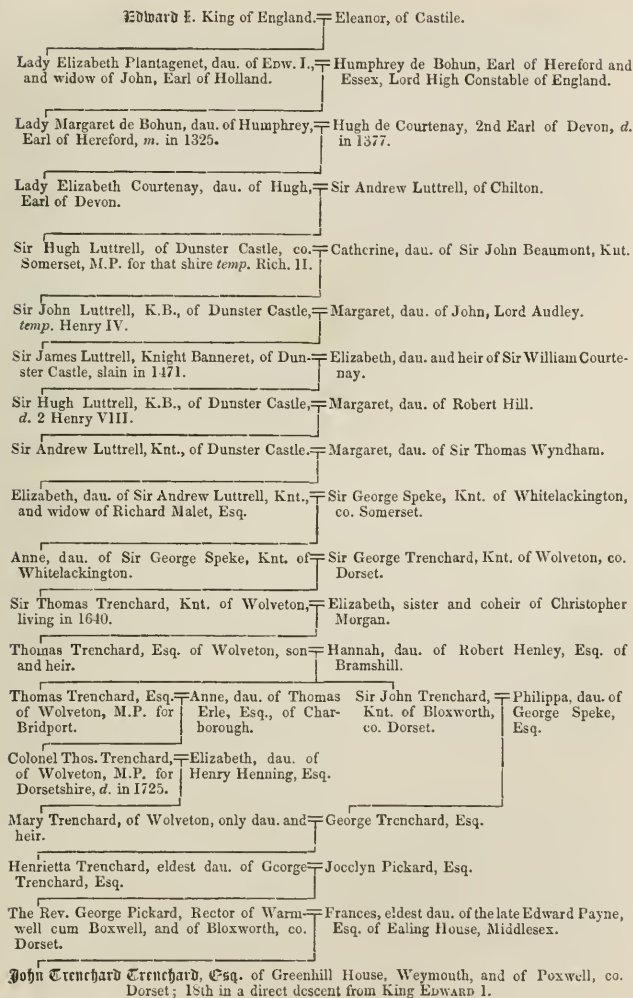 Edward I. King of England. Eleanor, of Castile.
Lady Elizabeth Plantagenet, dau. of EDW. I., Humphrey de Bohun, Earl of Hereford and
and widow of John, Earl of Holland. Essex, Lord High Constable of England.
Lady Margaret de Bohun, dau. of Humphrey, Hugh de Courtenay, 2nd Earl of Devon, d.
Earl of Hereford, m. in 1325. in 1377.
Lady Elizabeth Courtenay, dau. of Hugh, Sir Andrew Luttrell, of Chilton.
Earl of Devon.
Sir Hugh Luttrell, of Dunster Castle, co. Catherine, dau. of Sir John Beaumont, Knt.
Somerset, M.P. for that shire temp. Rich. II.
Sir John Luttrell, K.B., of Dunster Castle, Margaret, dau. of John, Lord Audley.
temp. Henry IV.
Sir James Luttrell, Knight Banneret, of Dun- Elizabeth, dau. and heir of Sir William Courte-
ster Castle, slain in 1471. nay.
Sir Hugh Luttrell, K.B., of Dunster Castle, Margaret, dau. of Robert Hill.
d. 2 Henry VIII.
Sir Andrew Luttrell, Knt., of Dunster Castle. Margaret, dau. of Sir Thomas Wyndham.
Elizabeth, dau. of Sir Andrew Luttrell, Knt., Sir George Speke, Knt. of Whitelackington,
and widow of Richard Malet, Esq. co. Somerset.
Anne, dau. of Sir George Speke, Knt. of Sir George Trenchard, Knt. of Wolveton, co.
Whitelackington. Dorset.
Sir Thomas Trenchard, Knt. of Wolveton, Elizabeth, sister and coheir of Christopher
living in 1640. Morgan.
Thomas Trenchard, Esq. of Wolveton, son Hannah, dau. of Robert Henley, Esq. of
and heir. Bramshill.
Thomas Trenchard, Esq. Anne, dau. of Thomas Sir John Trenchard, Philippa, dau. of
of Wolveton, M.P. for Erle, Esq., of Char- Knt. of Bloxworth, George Speke,
Bridport. borough. co. Dorset. Esq.
Colonel Thos. Trenchard, Elizabeth, dau. of
of Wolveton, M.P. for Henry Henning, Esq.
Dorsetshire, d. in 1725.
Mary Trenchard, of Wolveton, only dau. and George Trenchard, Esq.
heir.
Henrietta Trenchard, eldest dau. of George Jocelyn Pickard, Esq.
Trenchard, Esq.
The Rev. George Pickard, Rector of Warm- Frances, eldest dau. of the late Edward Payne,
well cum Boxwell, and of Bloxworth, co. Esq. of Ealing House, Middlesex.
Dorset.
John Trenchard Trenchard, Esq. of Greenhill House, Weymouth, and of Poxwell, co.
Dorset; 18th in a direct descent from King EDWARD I.